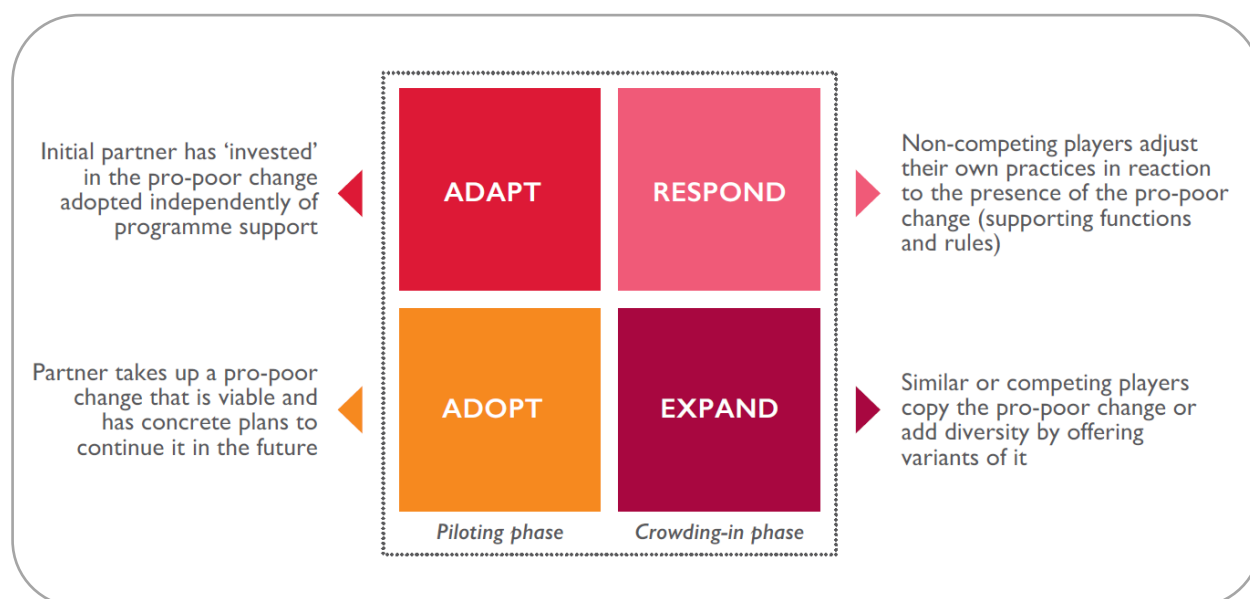 Initial partner has ‘invested’
in the pro-poor change
adopted independently of
programme support
ADAPT
RESPOND
Non-competing players adjust
their own practices in reaction
to the presence of the pro-poor
change (supporting functions
and rules)
Partner takes up a pro-poor
change that is viable and
has concrete plans to
continue it in the future
ADOPT
EXPAND
Similar or competing players
copy the pro-poor change or
add diversity by offering
variants of it
Piloting phase
Crowding-in phase